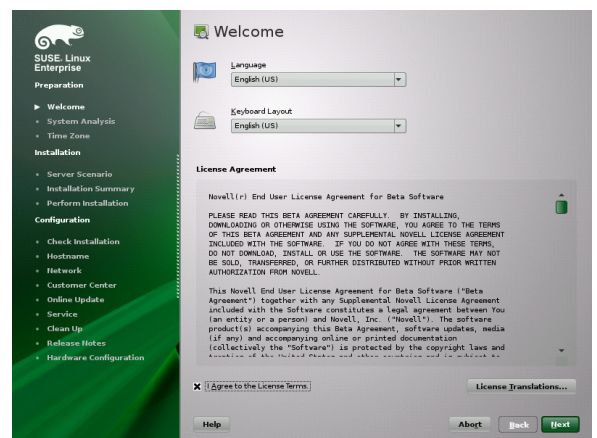 SUSE. Linux
Enterprise
Preparation
Welcome
System Analysis
Time Zone
Installation
Server Scenario
Installation Summary
Perform Installation
Configuration
Check Installation
Hostname
Network
Customer Center
Online Update
Service
Clean Up
Release Notes
Hardware Configuration
Welcome
Language
English (US)
Keyboard Layout
English (US)
License Agreement
Novell(r) End User License Agreement for Beta Software
PLEASE READ THIS BETA AGREEMENT CAREFULLY. BY INSTALLING,
DOWNLOADING OR OTHERWISE USING THE SOFTWARE, YOU AGREE TO THE TERMS
OF THIS BETA AGREEMENT AND ANY SUPPLEMENTAL NOVELL LICENSE AGREEMENT
INCLUDED WITH THE SOFTWARE. IF YOU DO NOT AGREE WITH THESE TERMS,
DO NOT DOWNLOAD, INSTALL OR USE THE SOFTWARE. THE SOFTWARE MAY NOT
BE SOLD, TRANSFERRED, OR FURTHER DISTRIBUTED WITHOUT PRIOR WRITTEN
AUTHORIZATION FROM NOVELL.
This Novell End User License Agreement for Beta Software ("Beta
Agreement") together with any Supplemental Novell License Agreement
included with the Software constitutes a legal agreement between You
(an entity or a person) and Novell, Inc. ("Novell"). The software
product(s) accompanying this Beta Agreement, software updates, media
(if any) and accompanying online or printed documentation
(collectively the "Software") is protected by the copyright laws and
I Agree to the License Terms.
License Translations...
Help
Abort
Back
Next